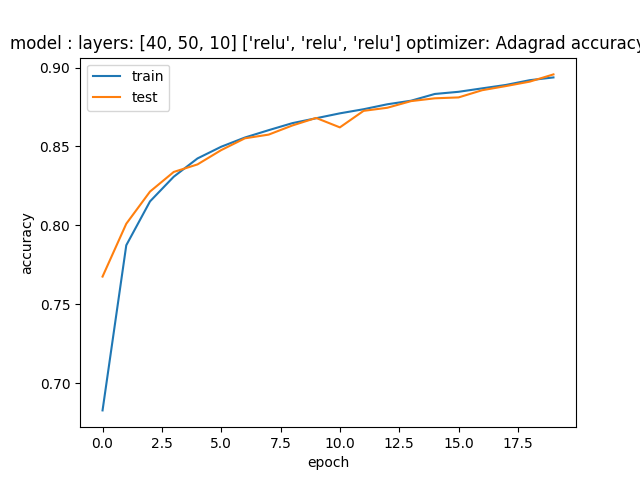 model : layers: [40, 50, 10] ['relu', 'relu', 'relu'] optimizer: Adagrad accuracy
train
test
0.90
0.85
0.80
0.75
0.70
accuracy
0.0 2.5 5.0 7.5 10.0 12.5 15.0 17.5
epoch